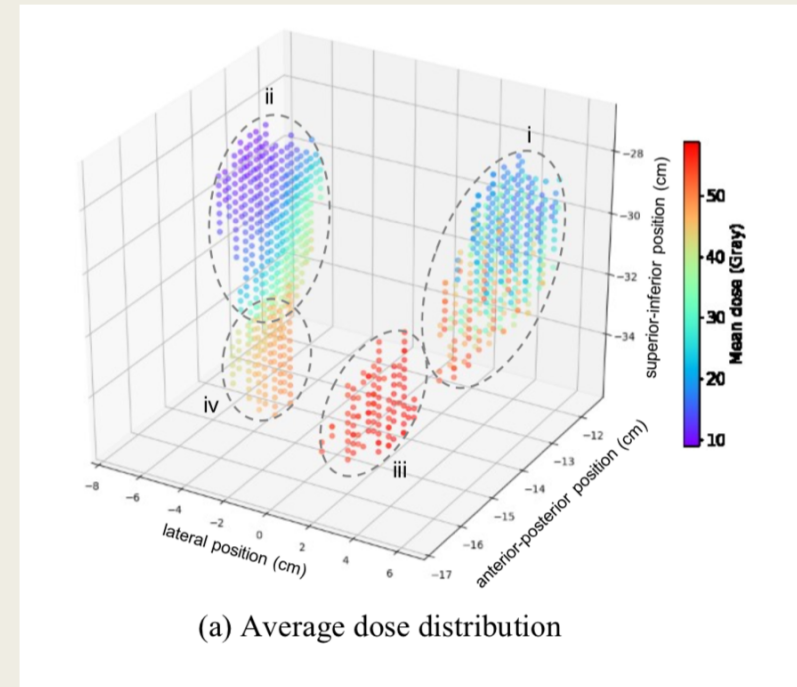 ii
i
iv
iii
-28
-30
-32
-34
superior-inferior position (cm)
50
40
30
20
10
Mean dose (Gray)
-8
-6
-4
-2
0
2
4
6
lateral position (cm)
-12
-13
-14
-15
-16
-17
anterior-posterior position (cm)
(a) Average dose distribution